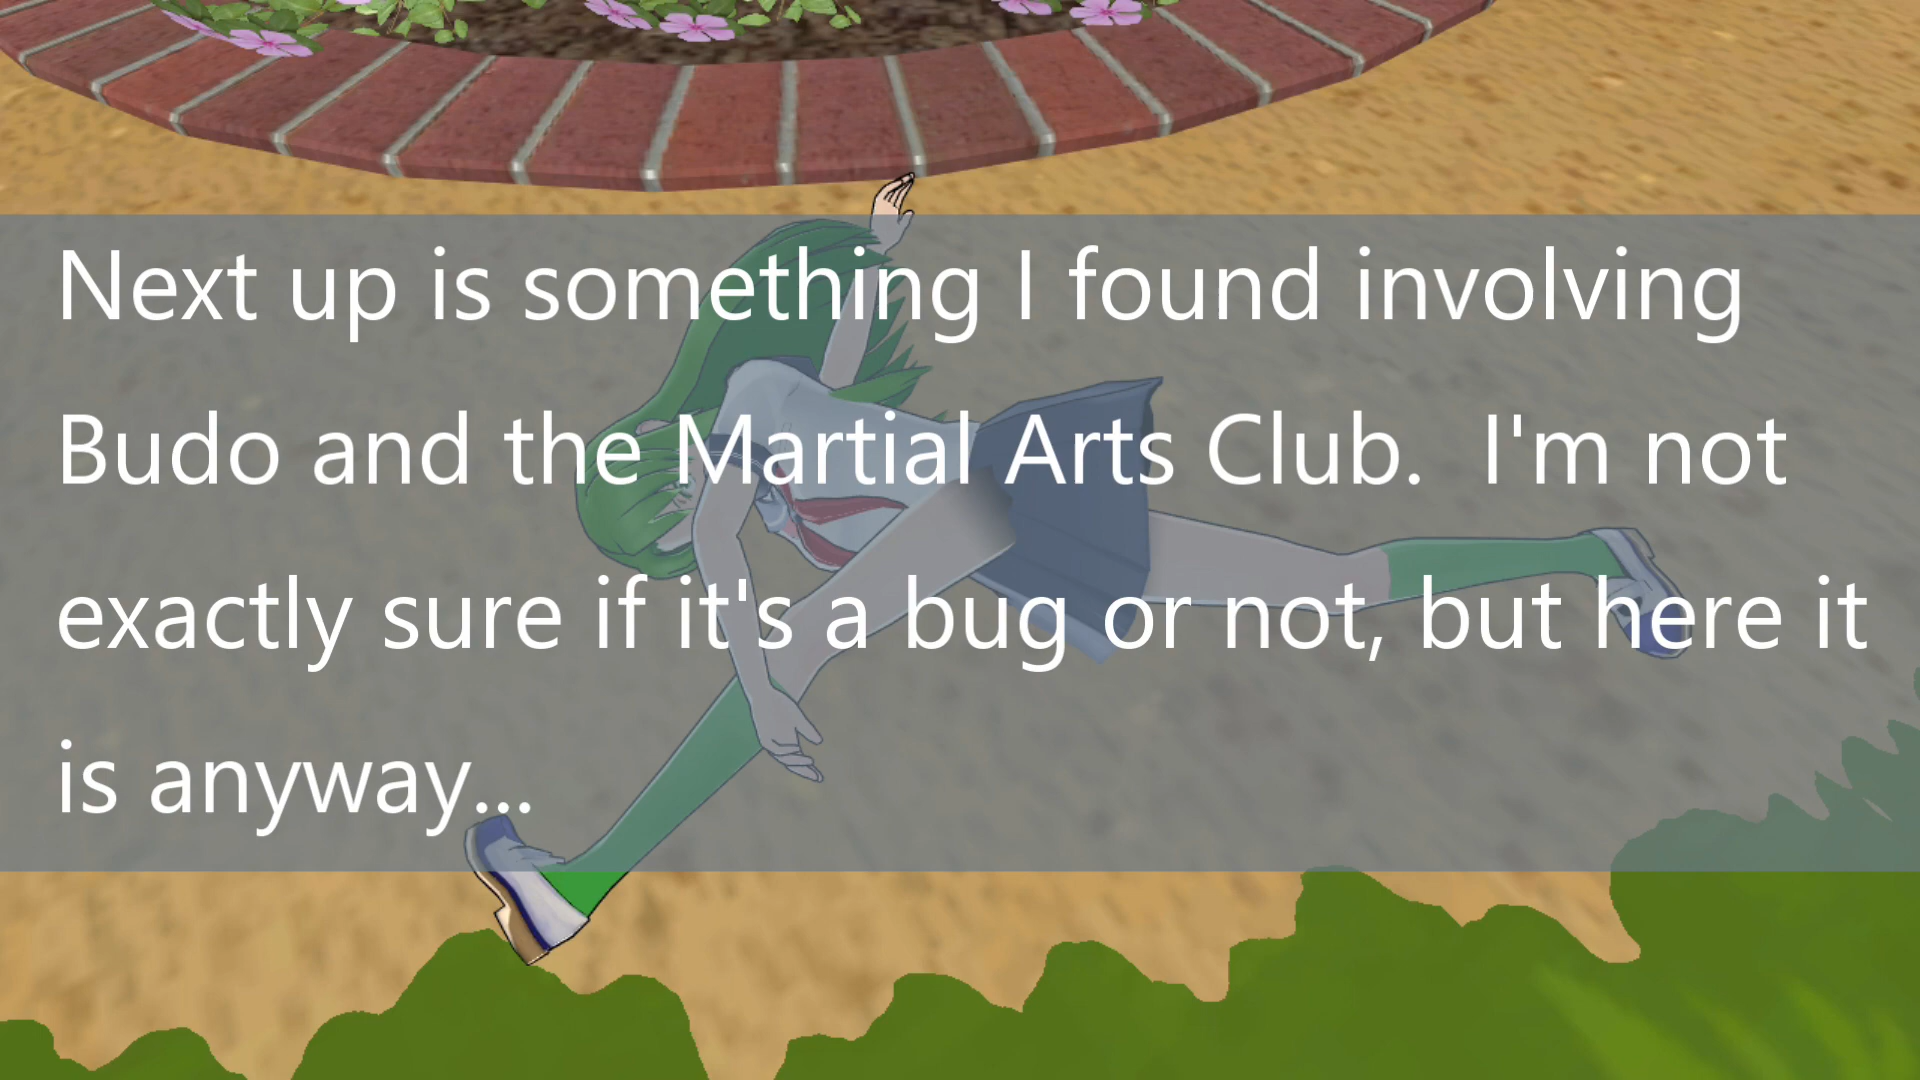 Next up is something I found involving
Budo and the Martial Arts Club.  I'm not
exactly sure if it's a bug or not, but here it
is anyway...